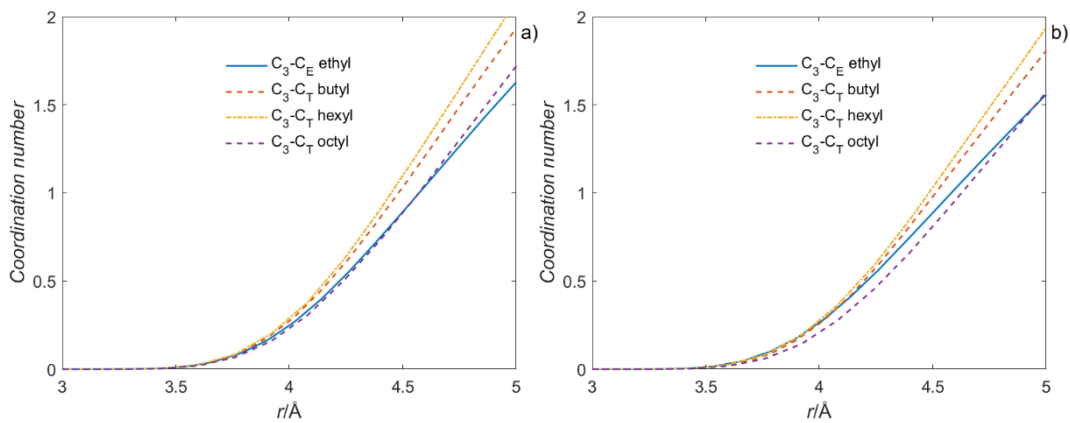 a)
Coordination number
2
1.5
1
0.5
0
C3-CE ethyl
C3-CT butyl
C3-CT hexyl
C3-CT octyl
3 3.5 4 4.5 5
r/Å
b)
Coordination number
2
1.5
1
0.5
0
C3-CE ethyl
C3-CT butyl
C3-CT hexyl
C3-CT octyl
3 3.5 4 4.5 5
r/Å